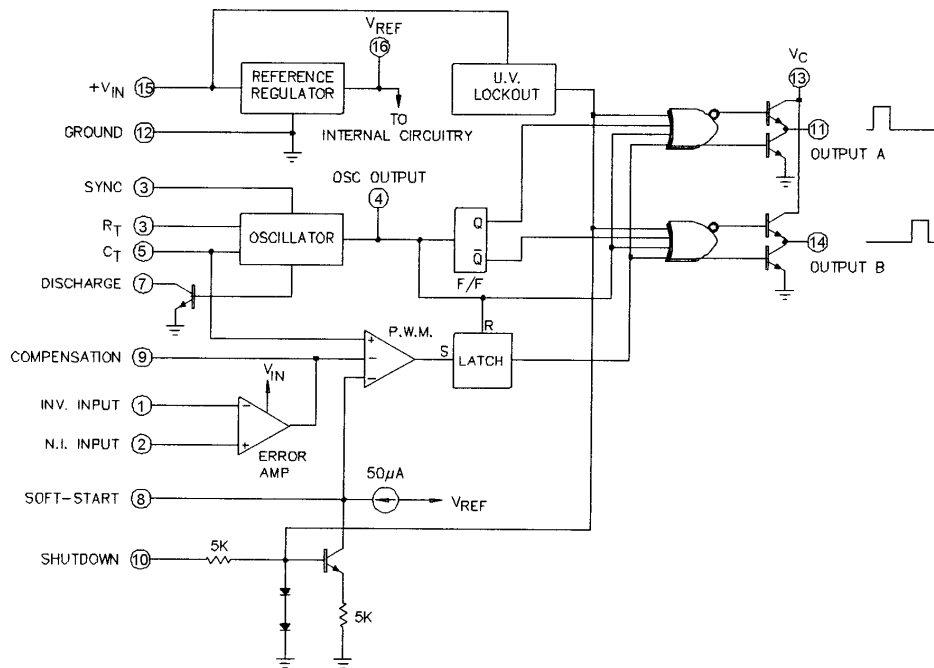 V_REF
16
+V_IN 15
REFERENCE
REGULATOR
U.V.
LOCKOUT
V_C
13
TO
INTERNAL CIRCUITRY
GROUND 12
11
OUTPUT A
SYNC 3
OSC OUTPUT
4
R_T 3
OSCILLATOR
Q
C_T 5
Q̅
14
OUTPUT B
F/F
DISCHARGE 7
P.W.M.
R
+
COMPENSATION 9
−
S
LATCH
−
V_IN
INV. INPUT 1
−
N.I. INPUT 2
+
ERROR
AMP
50µA
SOFT-START 8
V_REF
SHUTDOWN 10
5K
5K